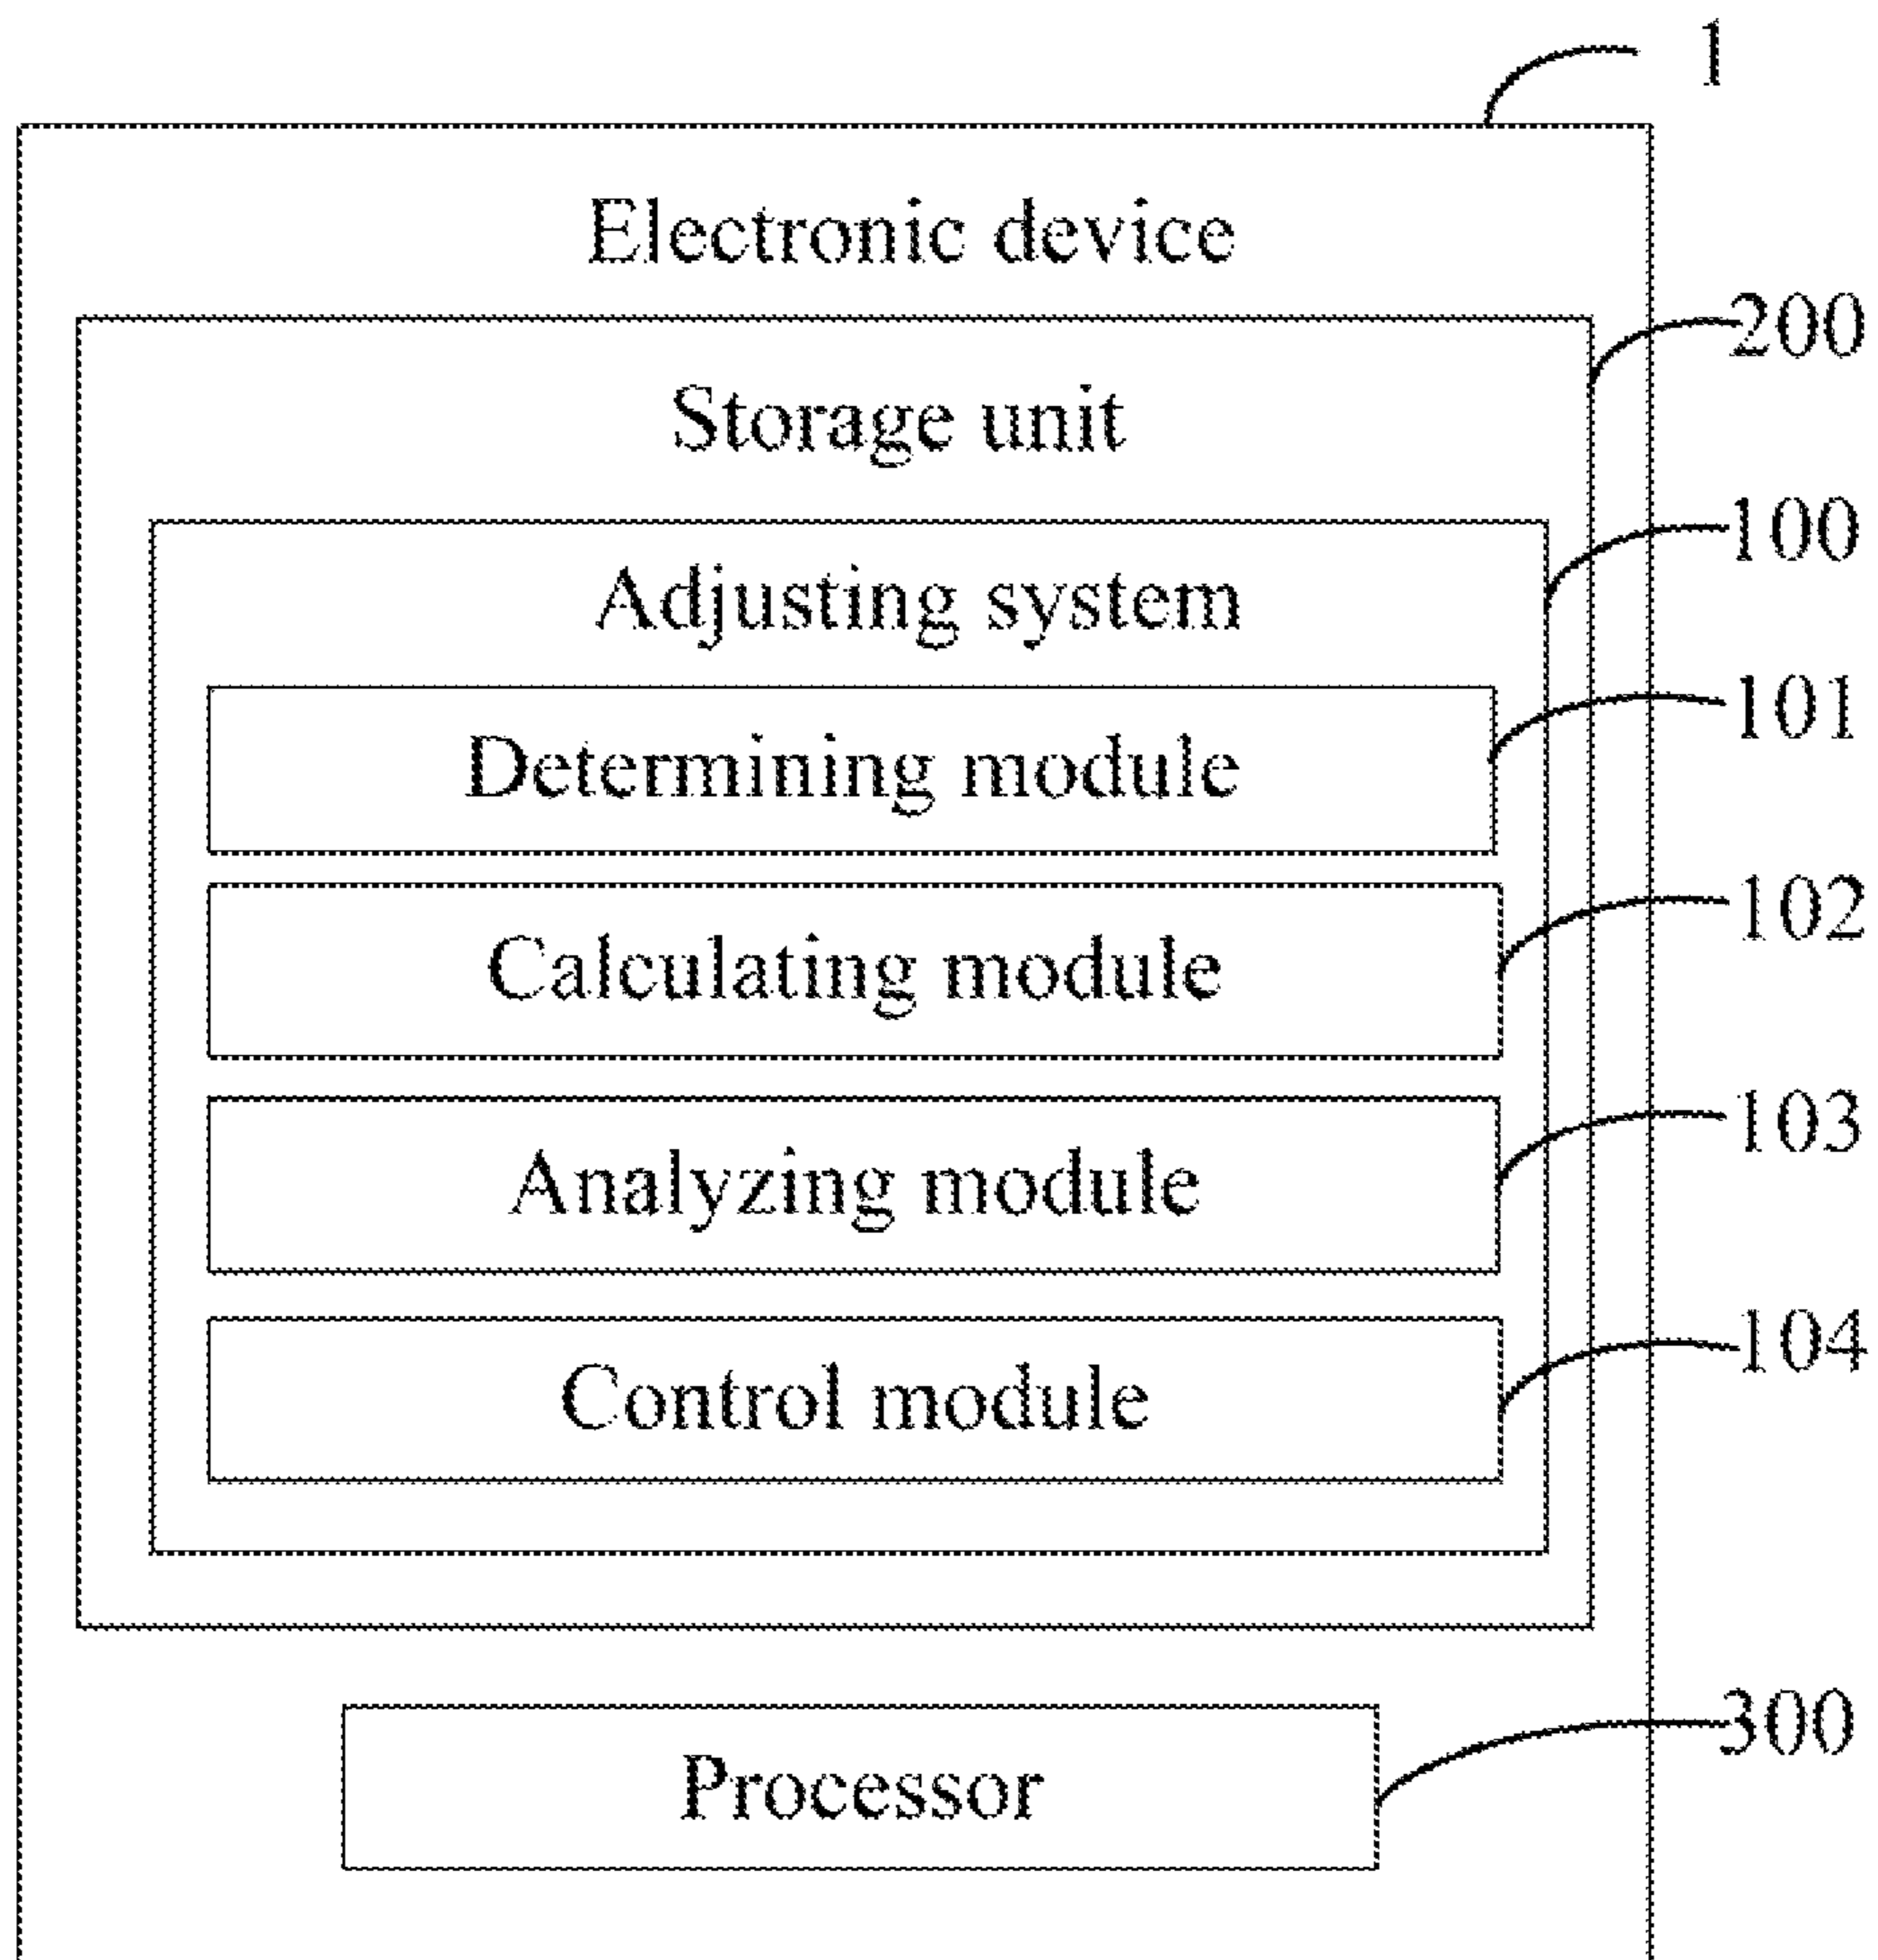 1
Electronic device
200
Storage unit
100
Adjusting system
101
Determining module
102
Calculating module
103
Analyzing module
104
Control module
300
Processor